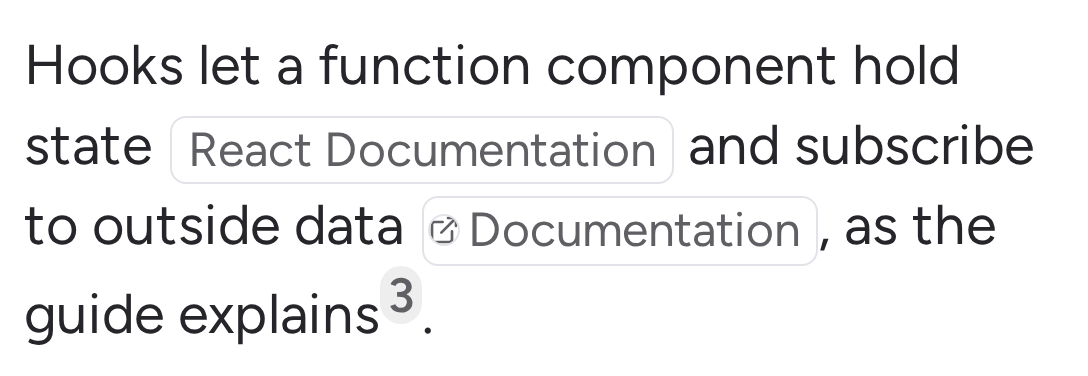 Hooks let a function component hold
state React Documentation and subscribe
to outside data Documentation, as the
guide explains3.